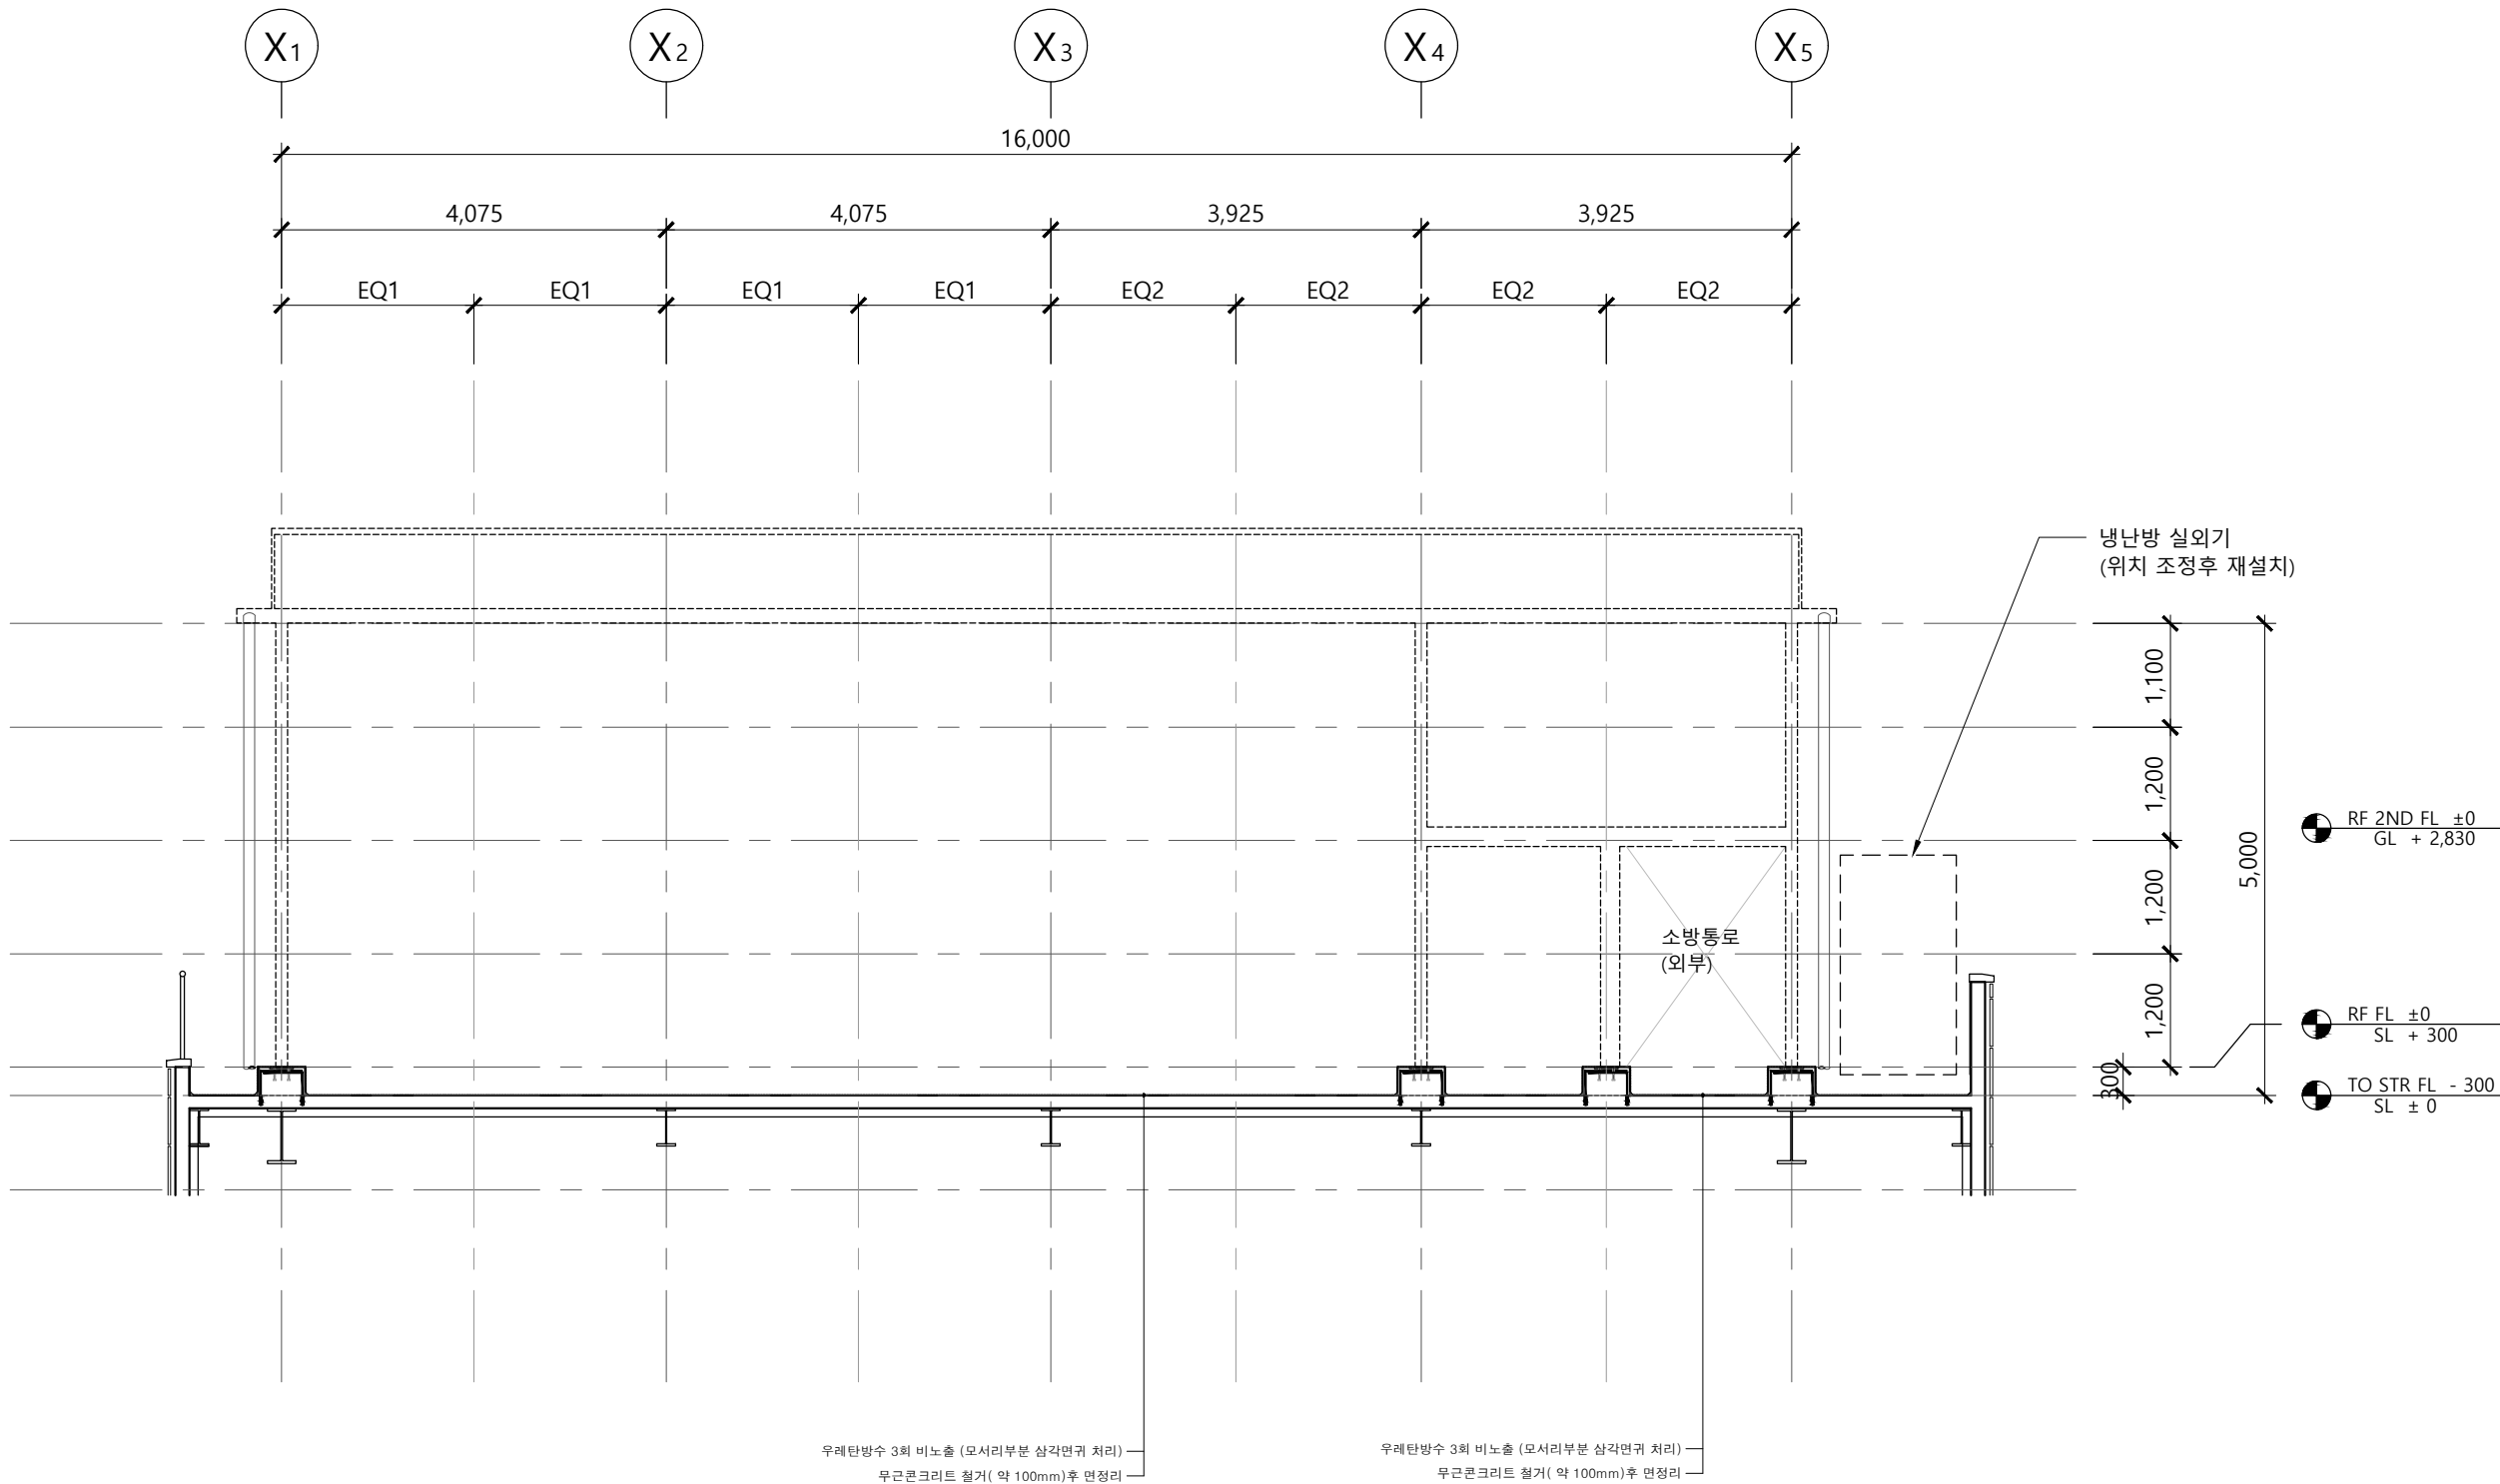 X1 X2 X3 X4 X5
16,000
4,075 4,075 3,925 3,925
EQ1 EQ1 EQ1 EQ1 EQ2 EQ2 EQ2 EQ2
냉난방 실외기
(위치 조정후 재설치)
1,100
1,200
1,200
1,200
300
5,000
RF 2ND FL ±0
GL + 2,830
소방통로
(외부)
RF FL ±0
SL + 300
TO STR FL - 300
SL ± 0
우레탄방수 3회 비노출 (모서리부분 삼각면귀 처리)
무근콘크리트 철거( 약 100mm)후 면정리
우레탄방수 3회 비노출 (모서리부분 삼각면귀 처리)
무근콘크리트 철거( 약 100mm)후 면정리